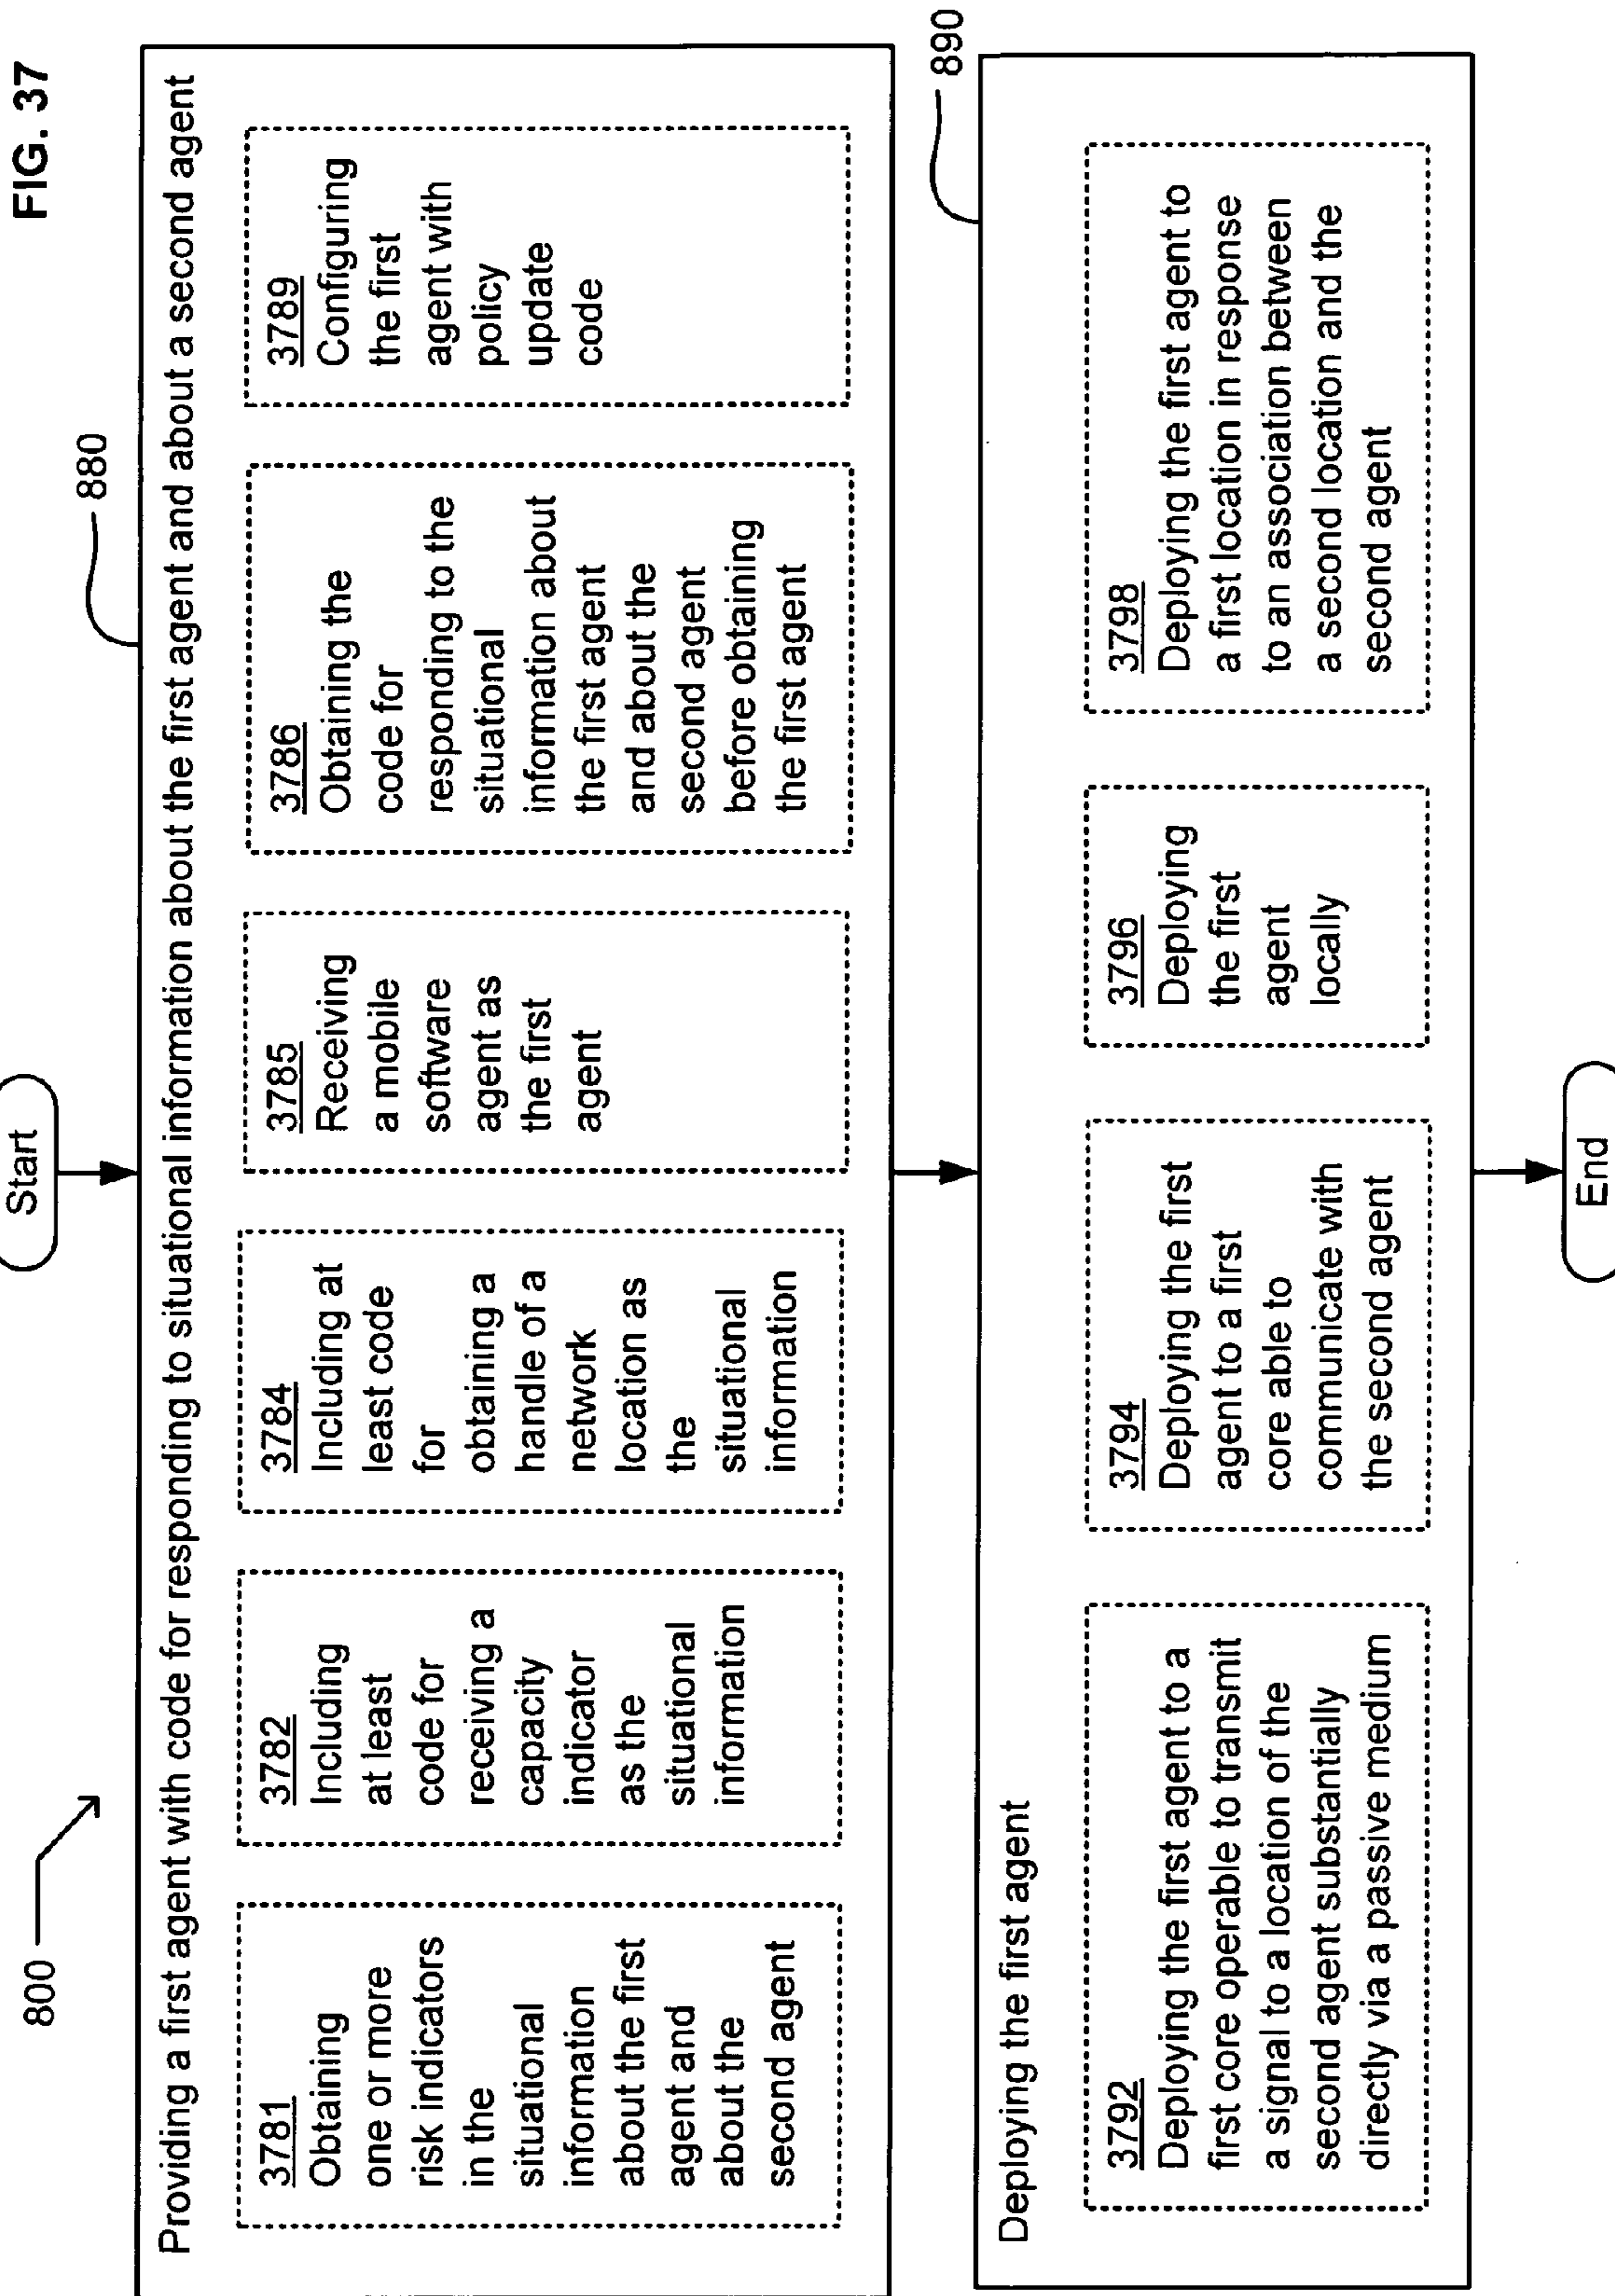 FIG. 37
800
Start
880
Providing a first agent with code for responding to situational information about the first agent and about a second agent
3781
Obtaining
one or more
risk indicators
in the
situational
information
about the first
agent and
about the
second agent
3782
Including
at least
code for
receiving a
capacity
indicator
as the
situational
information
3784
Including at
least code
for
obtaining a
handle of a
network
location as
the
situational
information
3785
Receiving
a mobile
software
agent as
the first
agent
3786
Obtaining the
code for
responding to the
situational
information about
the first agent
and about the
second agent
before obtaining
the first agent
3789
Configuring
the first
agent with
policy
update
code
890
Deploying the first agent
3792
Deploying the first agent to a
first core operable to transmit
a signal to a location of the
second agent substantially
directly via a passive medium
3794
Deploying the first
agent to a first
core able to
communicate with
the second agent
3796
Deploying
the first
agent
locally
3798
Deploying the first agent to
a first location in response
to an association between
a second location and the
second agent
End